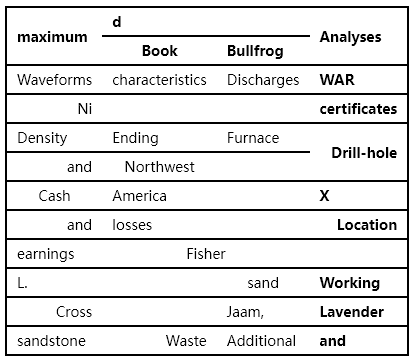 maximum d Analyses
Book Bullfrog
Waveforms characteristics Discharges WAR
Ni certificates
Density Ending Furnace Drill-hole
and Northwest
Cash America X
and losses Location
earnings Fisher
L. sand Working
Cross Jaam, Lavender
sandstone Waste Additional and